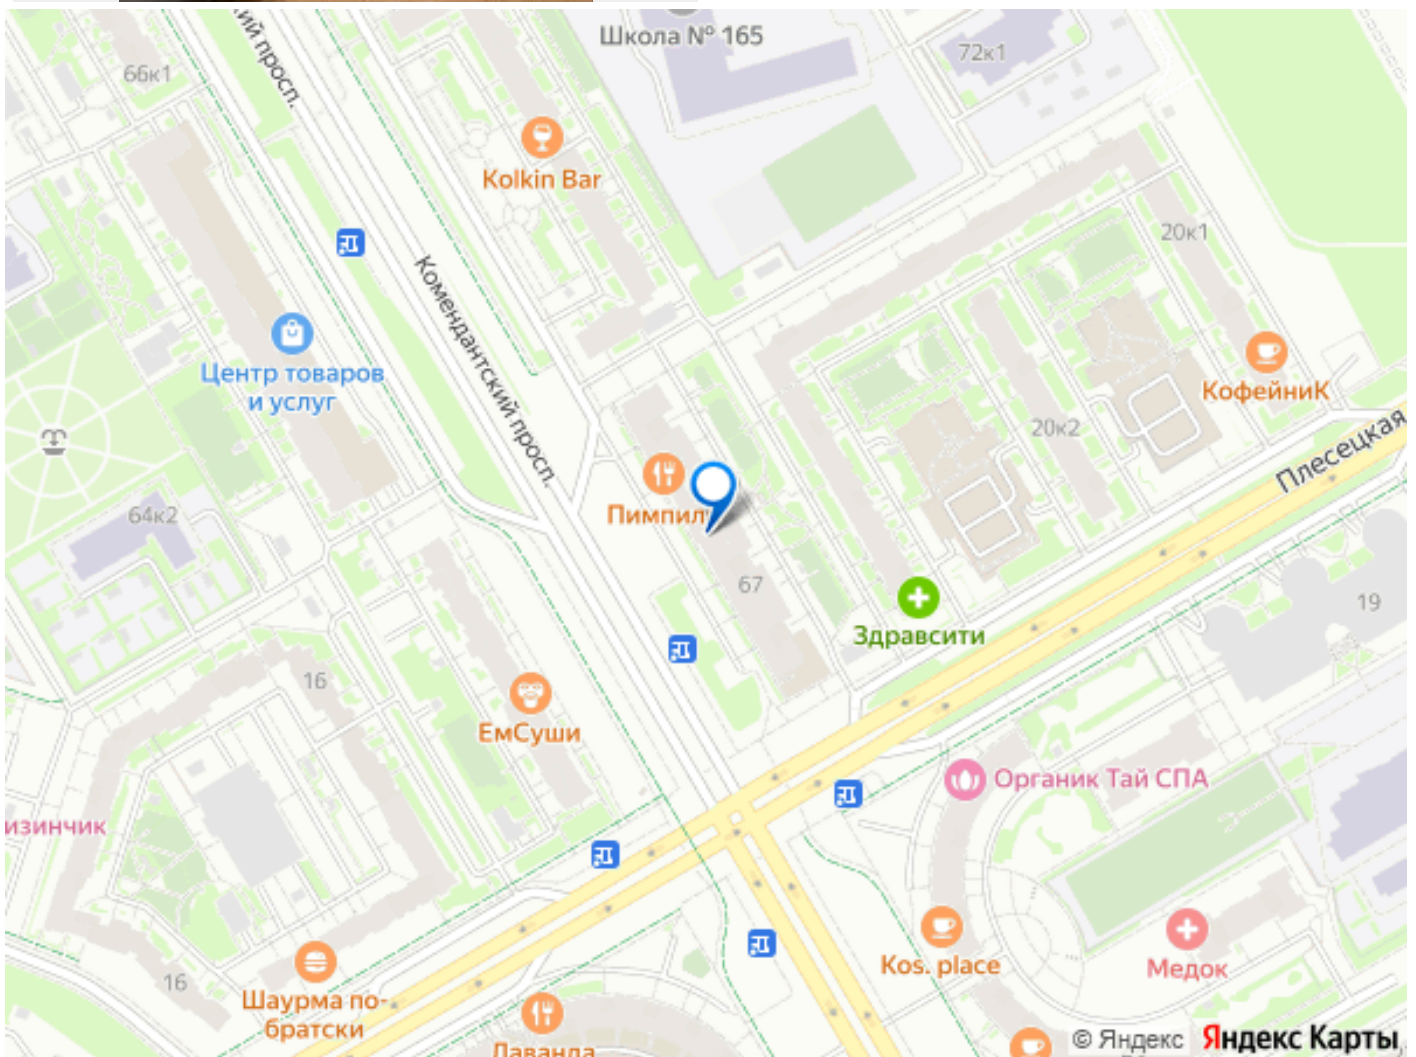 кий просп.
Школа № 165
72к1
66к1
Kolkin Bar
20к1
Комендантский просп.
Центр товаров
и услуг
КофейниК
20к2
Плесецкая
64к2
67
19
Здравсити
16
ЕмСуши
Органик Тай СПА
изинчик
Kos. place
Медок
16
Шаурма по-
братски
Лаванда
© Яндекс Яндекс Карты